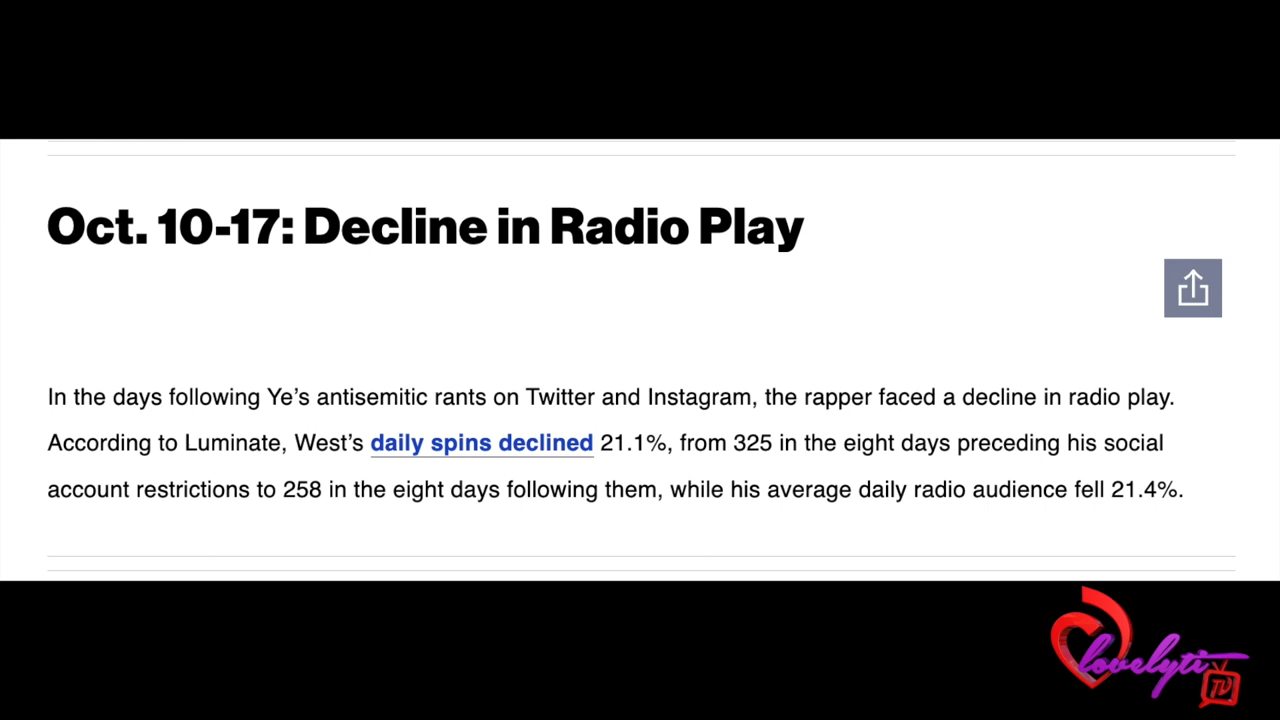 Oct. 10-17: Decline in Radio Play
In the days following Ye's antisemitic rants on Twitter and Instagram, the rapper faced a decline in radio play.
According to Luminate, West's daily spins declined 21.1%, from 325 in the eight days preceding his social
account restrictions to 258 in the eight days following them, while his average daily radio audience fell 21.4%.
lovelyti
TV